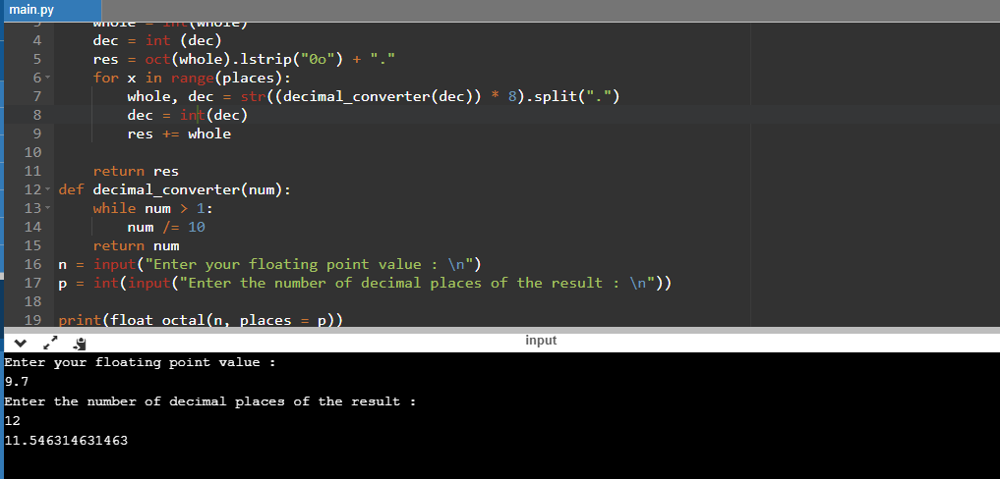 main.py
3 whole = int(whole)
4 dec = int (dec)
5 res = oct(whole).lstrip("0o") + "."
6 for x in range(places):
7 whole, dec = str((decimal_converter(dec)) * 8).split(".")
8 dec = int(dec)
9 res += whole
10
11 return res
12 def decimal_converter(num):
13 while num > 1:
14 num /= 10
15 return num
16 n = input("Enter your floating point value : \n")
17 p = int(input("Enter the number of decimal places of the result : \n"))
18
19 print(float octal(n, places = p))
input
Enter your floating point value :
9.7
Enter the number of decimal places of the result :
12
11.546314631463